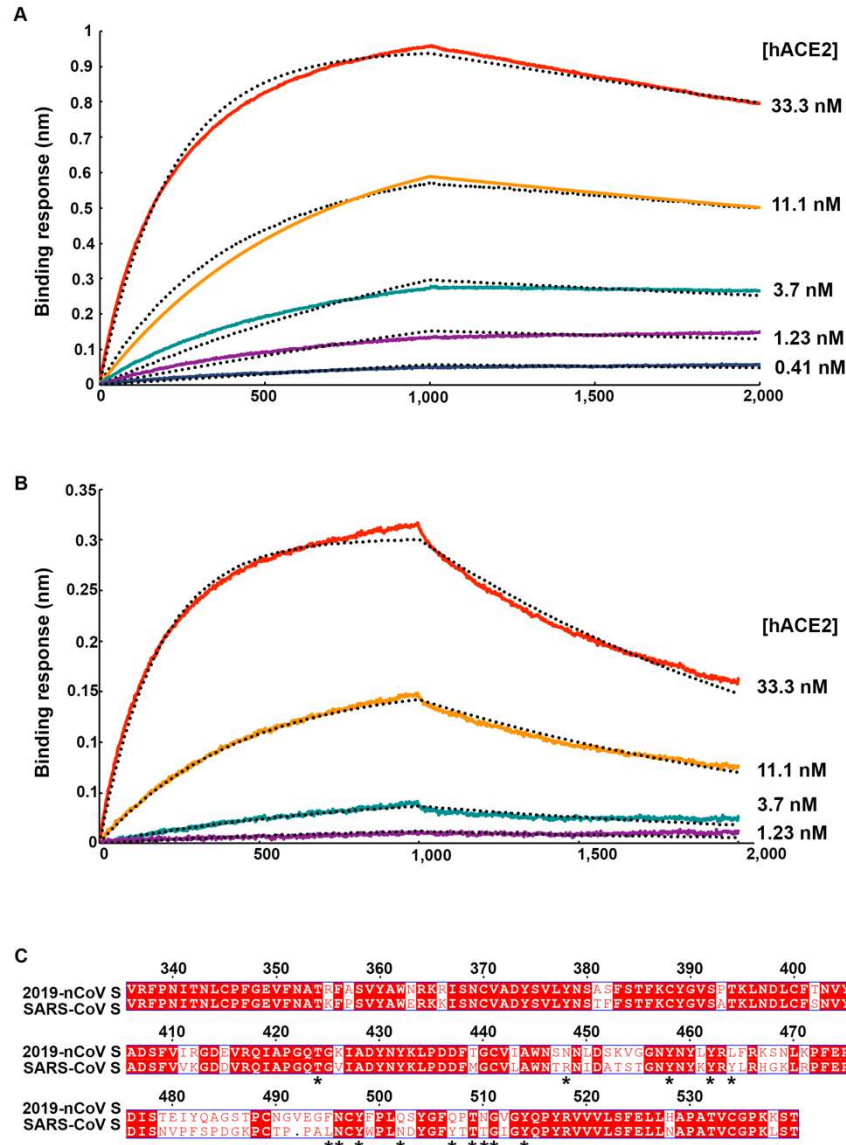 A
1
0.9
0.8
0.7
0.6
0.5
0.4
0.3
0.2
0.1
0
Binding response (nm)
0 500 1,000 1,500 2,000
[hACE2]
33.3 nM
11.1 nM
3.7 nM
1.23 nM
0.41 nM
B
0.35
0.3
0.25
0.2
0.15
0.1
0.1
0
Binding response (nm)
0 500 1,000 1,500 2,000
[hACE2]
33.3 nM
11.1 nM
3.7 nM
1.23 nM
C
340 350 360 370 380 390 400
2019-nCoV S VRFPNITNLCPFGEVFNATRFASVYAWNRKRISNCVADYSVLYNSASFSTFKCYGVSPTKLNDLCFTNVY
SARS-CoV S VRFPNITNLCPFGEVFNATKFPSVYAWERKKISNCVADYSVLYNSTFFSTFKCYGVSATKLNDLCFSNVY
410 420 430 440 450 460 470
2019-nCoV S ADSFVIRGDEVRQIAPGQTGKIADYNYKLPDDFTGCVIAWNSNNLDSKVGGNYNYLYRLFRKSNLKPFEP
SARS-CoV S ADSFVVKGDDVRQIAPGQTGVIADYNYKLPDDFMGCVLAWNTRNIDATSTGNYNYKYRYLRHGKLRPFEP
* * * * *
480 490 500 510 520 530
2019-nCoV S DISTEIYQAGSTPCNGVEGFNCYFPLQSYGFQPTNGVGYQPYRVVVLSFELLHAPATVCGPKKST
SARS-CoV S DISNVPFSPDGKPCTP.PALNCYWPLNDYGFYTTTGIGYQPYRVVVLSFELLNAPATVCGPKLST
** * * * *** *